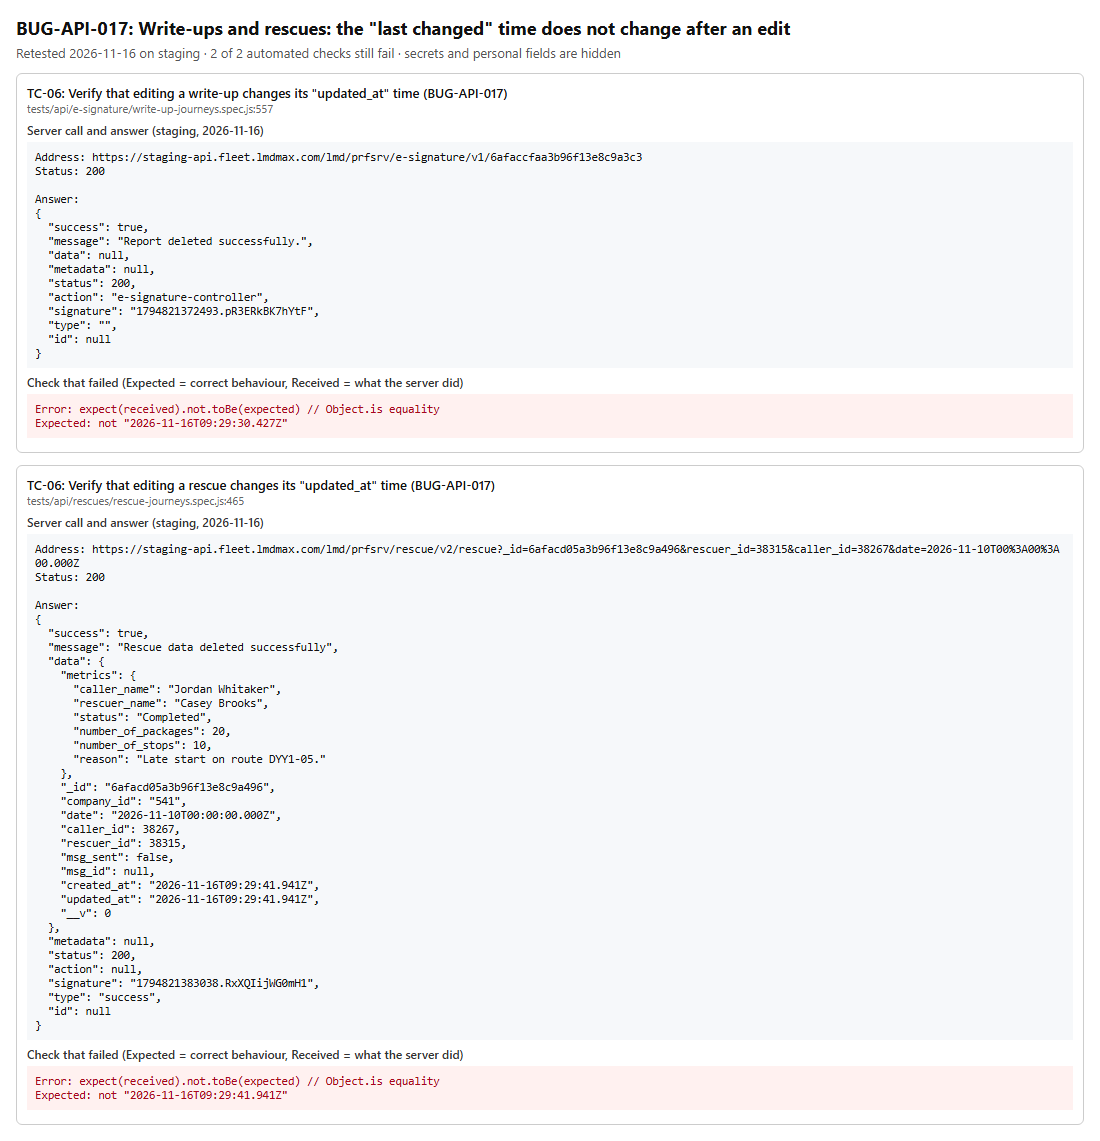 BUG-API-017: Write-ups and rescues: the "last changed" time does not change after an edit
Retested 2026-11-16 on staging · 2 of 2 automated checks still fail · secrets and personal fields are hidden
TC-06: Verify that editing a write-up changes its "updated_at" time (BUG-API-017)
tests/api/e-signature/write-up-journeys.spec.js:557
Server call and answer (staging, 2026-11-16)
Address: https://staging-api.fleet.lmdmax.com/lmd/prfsrv/e-signature/v1/6afaccfaa3b96f13e8c9a3c3
Status: 200
Answer:
{
"success": true,
"message": "Report deleted successfully.",
"data": null,
"metadata": null,
"status": 200,
"action": "e-signature-controller",
"signature": "1794821372493.pR3ERkBK7hYtF",
"type": "",
"id": null
}
Check that failed (Expected = correct behaviour, Received = what the server did)
Error: expect(received).not.toBe(expected) // Object.is equality
Expected: not "2026-11-16T09:29:30.427Z"
TC-06: Verify that editing a rescue changes its "updated_at" time (BUG-API-017)
tests/api/rescues/rescue-journeys.spec.js:465
Server call and answer (staging, 2026-11-16)
Address: https://staging-api.fleet.lmdmax.com/lmd/prfsrv/rescue/v2/rescue?_id=6afacd05a3b96f13e8c9a496&rescuer_id=38315&caller_id=38267&date=2026-11-10T00%3A00%3A
00.000Z
Status: 200
Answer:
{
"success": true,
"message": "Rescue data deleted successfully",
"data": {
"metrics": {
"caller_name": "Jordan Whitaker",
"rescuer_name": "Casey Brooks",
"status": "Completed",
"number_of_packages": 20,
"number_of_stops": 10,
"reason": "Late start on route DYY1-05."
},
"_id": "6afacd05a3b96f13e8c9a496",
"company_id": "541",
"date": "2026-11-10T00:00:00.000Z",
"caller_id": 38267,
"rescuer_id": 38315,
"msg_sent": false,
"msg_id": null,
"created_at": "2026-11-16T09:29:41.941Z",
"updated_at": "2026-11-16T09:29:41.941Z",
"__v": 0
},
"metadata": null,
"status": 200,
"action": null,
"signature": "1794821383038.RxXQIijWG0mH1",
"type": "success",
"id": null
}
Check that failed (Expected = correct behaviour, Received = what the server did)
Error: expect(received).not.toBe(expected) // Object.is equality
Expected: not "2026-11-16T09:29:41.941Z"